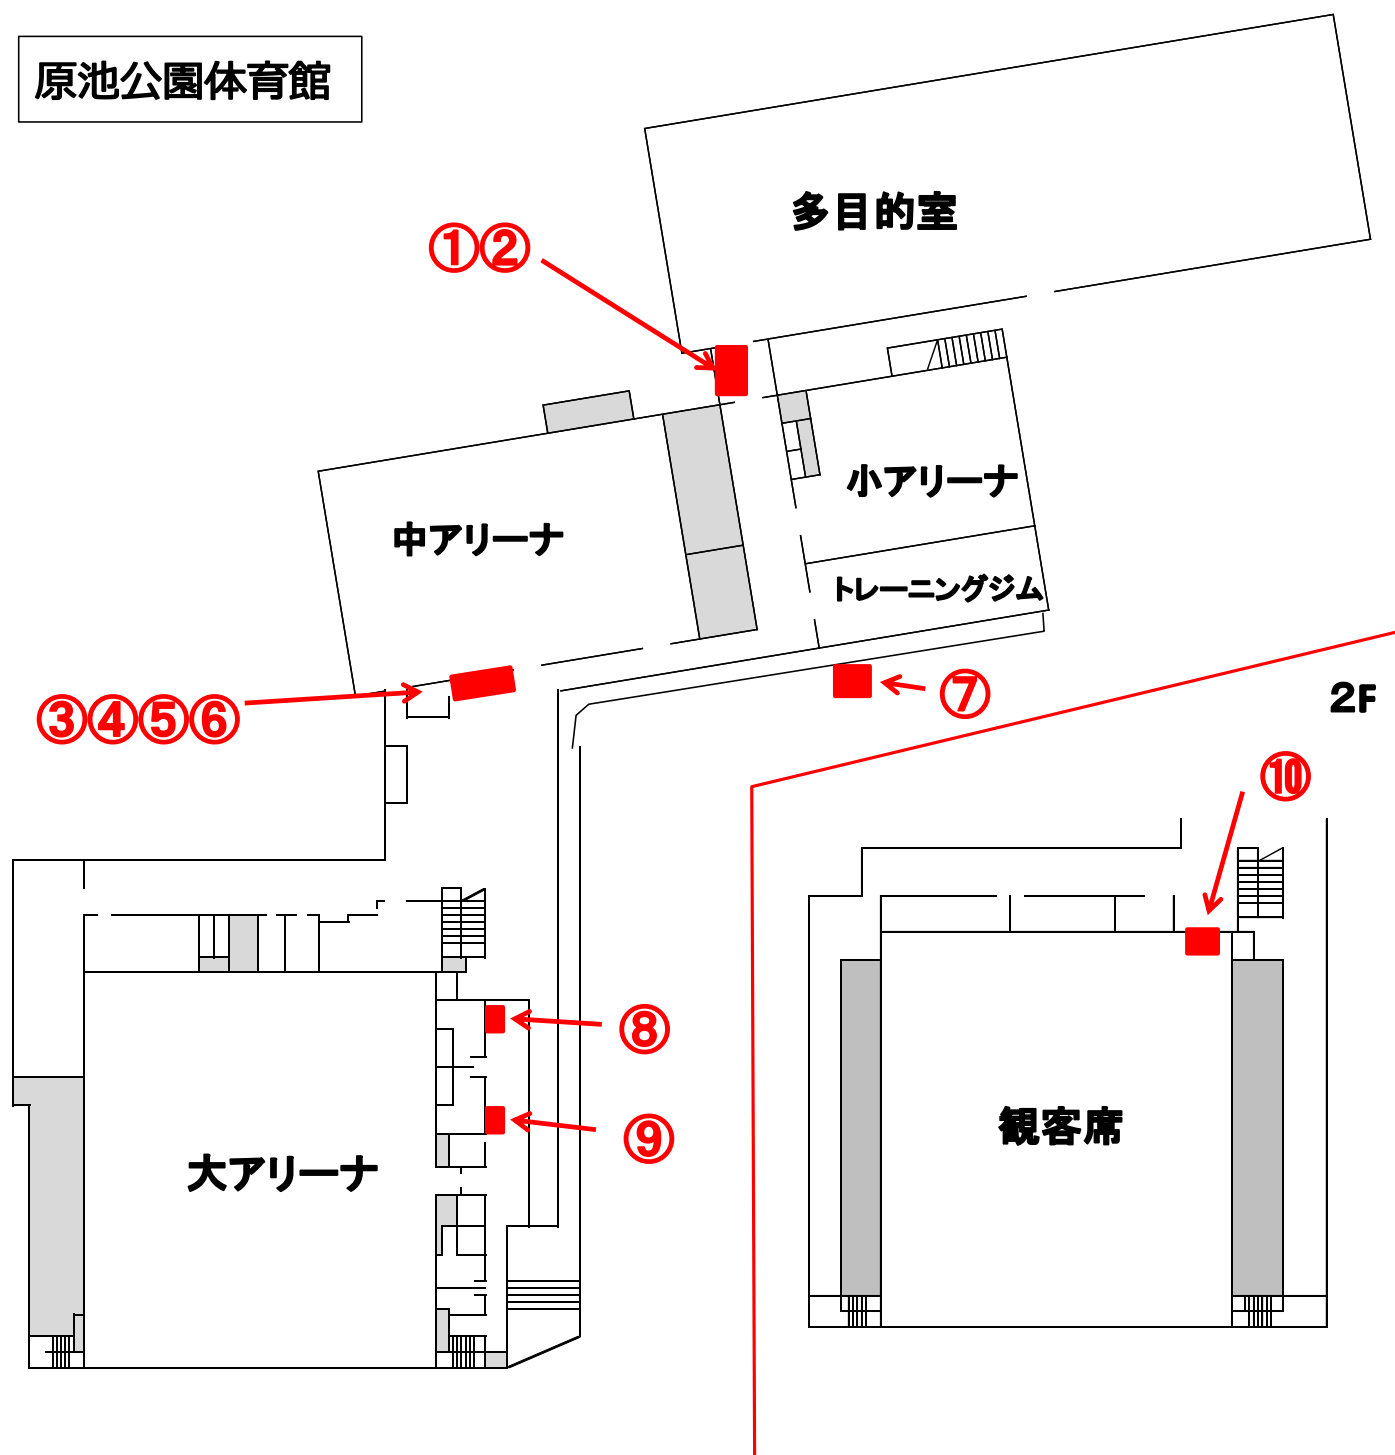 原池公園体育館
多目的室
①②
小アリーナ
中アリーナ
トレーニングジム
③④⑤⑥
⑦
2F
⑩
⑧
⑨
観客席
大アリーナ